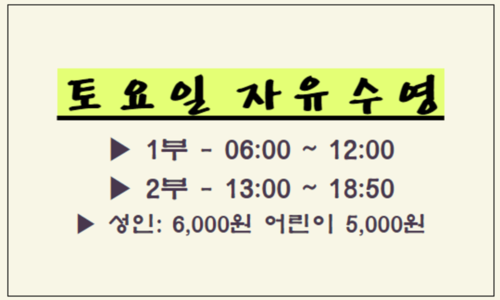 토요일 자유수영
▶ 1부 - 06:00 ~ 12:00
▶ 2부 - 13:00 ~ 18:50
▶ 성인: 6,000원 어린이 5,000원